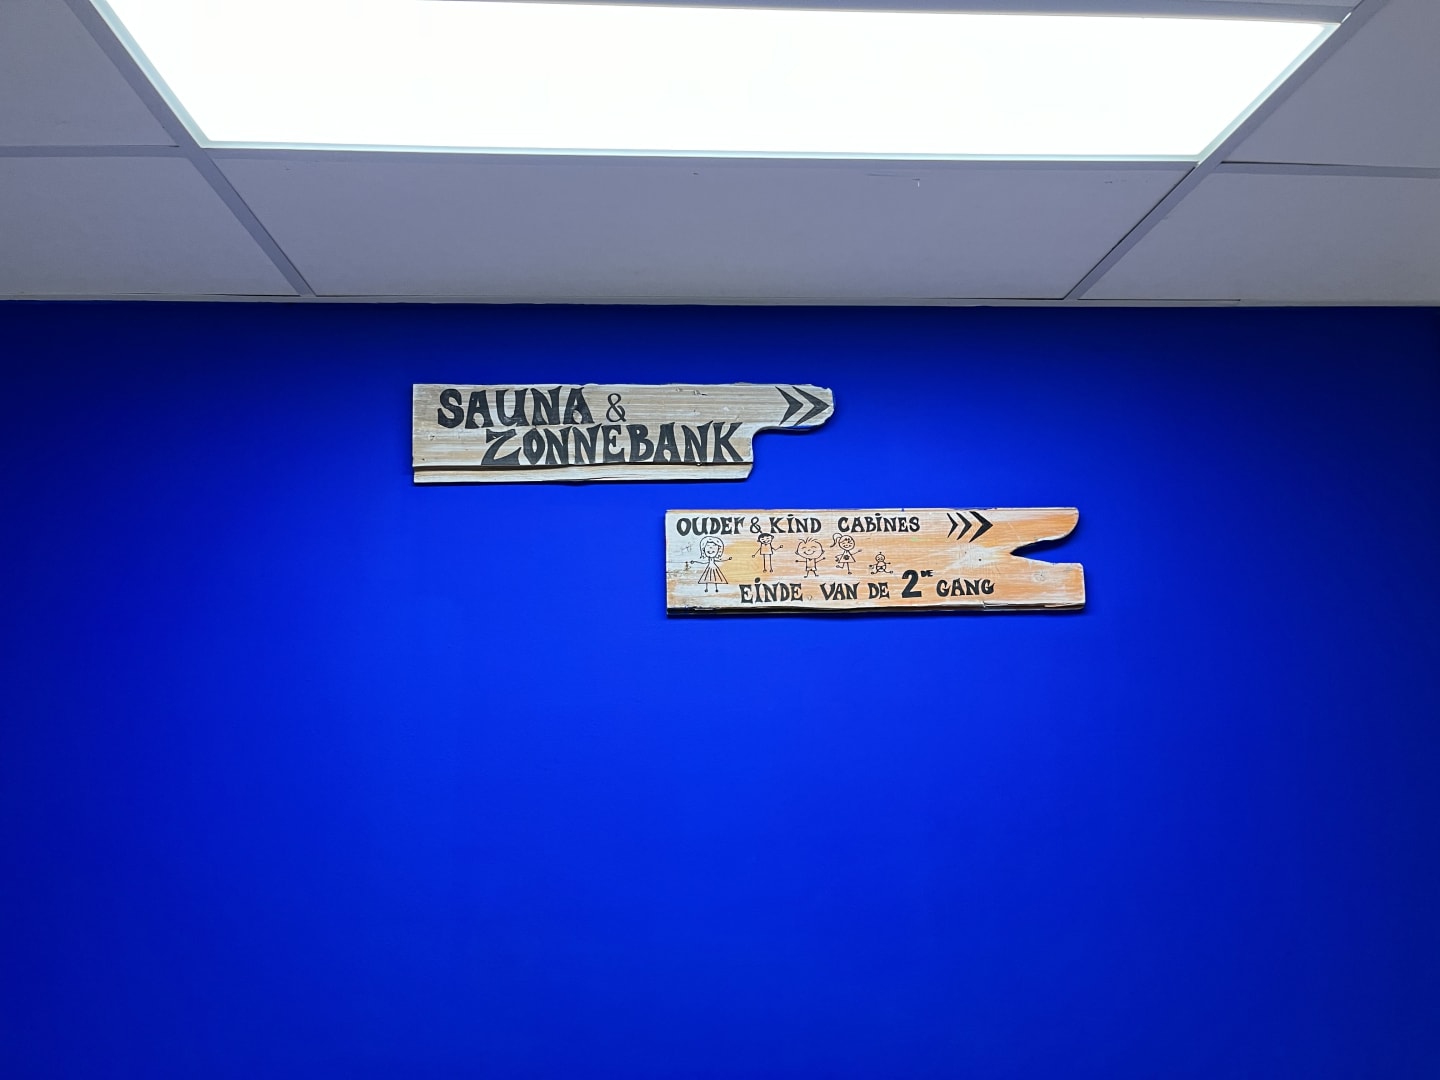 SAUNA &
ZONNEBANK
OUDER & KIND CABINES
EINDE VAN DE 2DE GANG